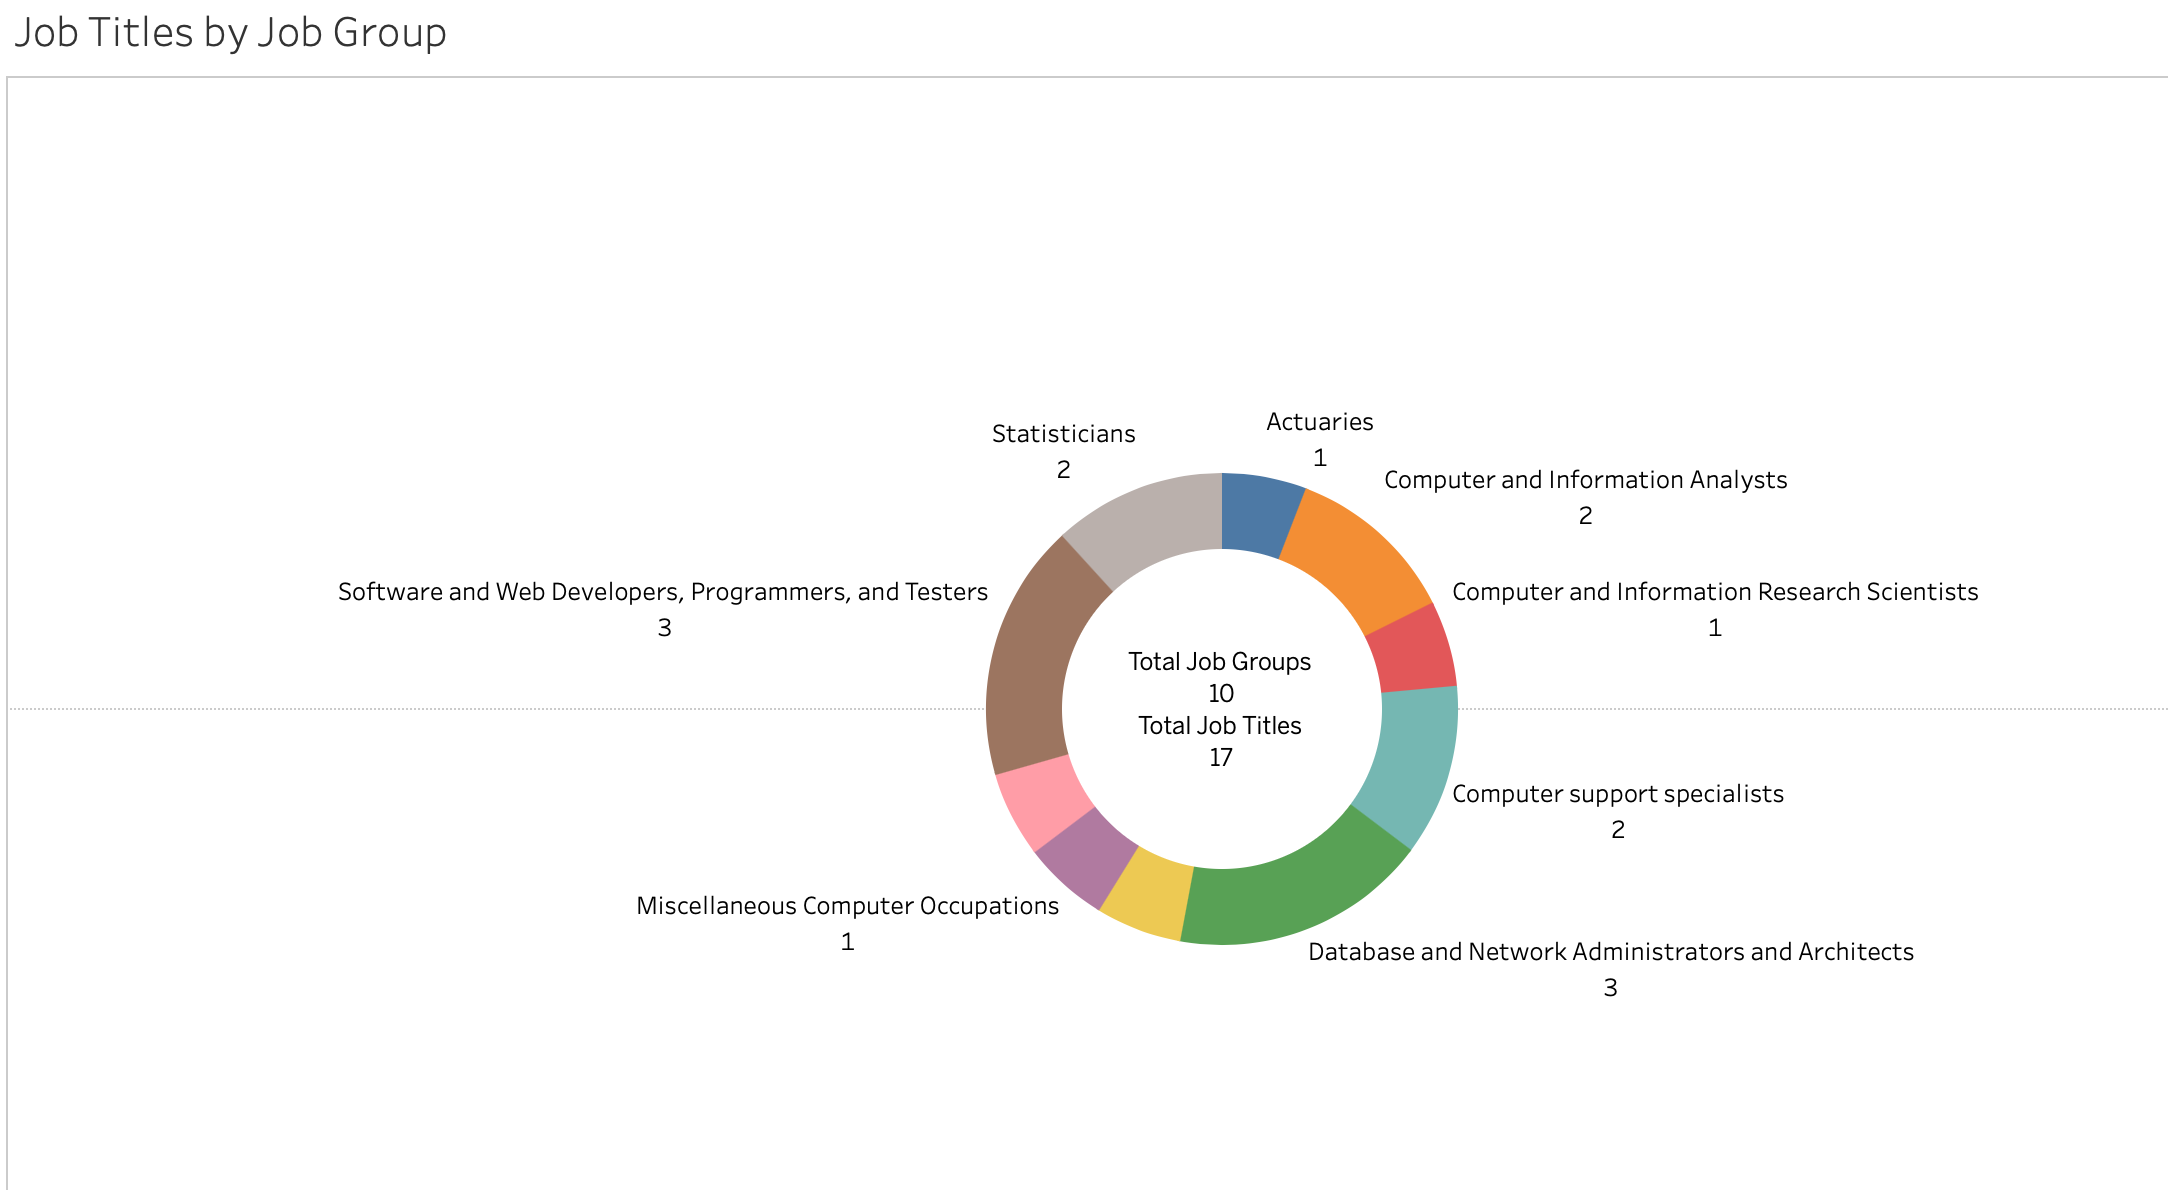 Job Titles by Job Group
Statisticians
2
Actuaries
1
Computer and Information Analysts
2
Software and Web Developers, Programmers, and Testers
3
Computer and Information Research Scientists
1
Total Job Groups
10
Total Job Titles
17
Computer support specialists
2
Miscellaneous Computer Occupations
1
Database and Network Administrators and Architects
3